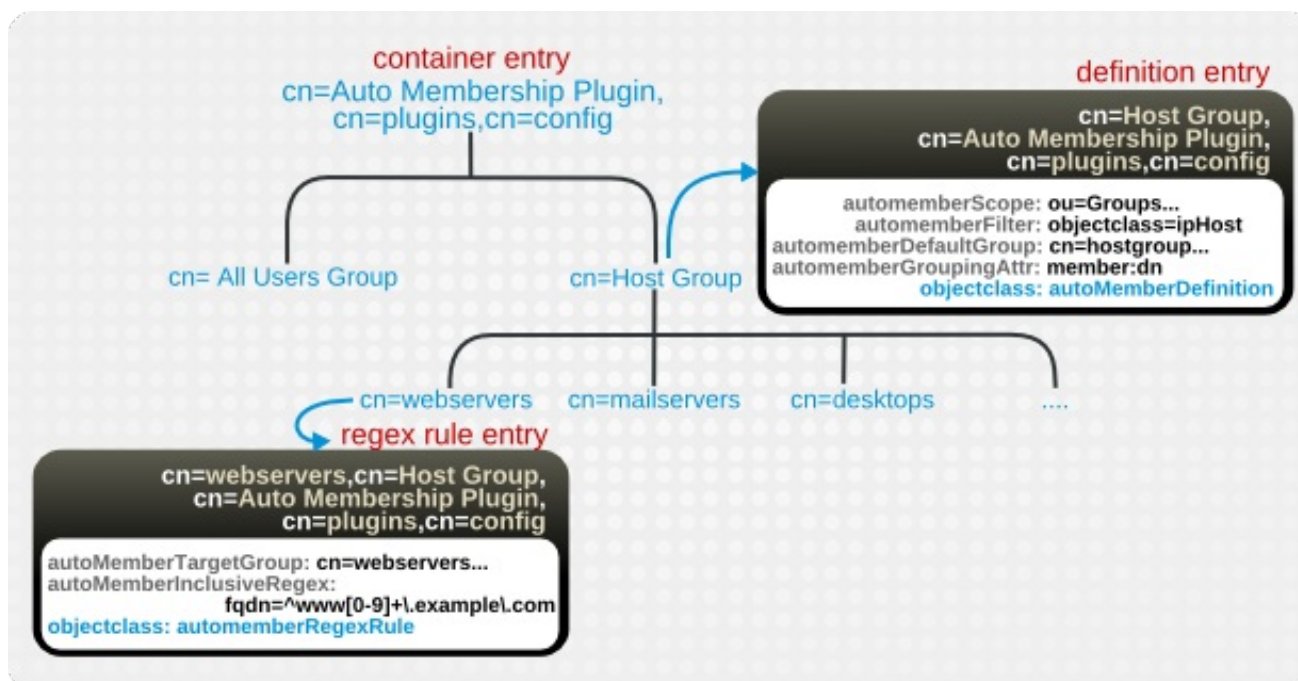 container entry
cn=Auto Membership Plugin,
cn=plugins,cn=config
definition entry
cn=Host Group,
cn=Auto Membership Plugin,
cn=plugins,cn=config
automemberScope: ou=Groups...
automemberFilter: objectclass=ipHost
automemberDefaultGroup: cn=hostgroup...
automemberGroupingAttr: member:dn
objectclass: autoMemberDefinition
cn= All Users Group
cn=Host Group
cn=webservers
cn=mailservers
cn=desktops
....
regex rule entry
cn=webservers,cn=Host Group,
cn=Auto Membership Plugin,
cn=plugins,cn=config
autoMemberTargetGroup: cn=webservers...
autoMemberInclusiveRegex:
fqdn=^www[0-9]+\.example\.com
objectclass: automemberRegexRule